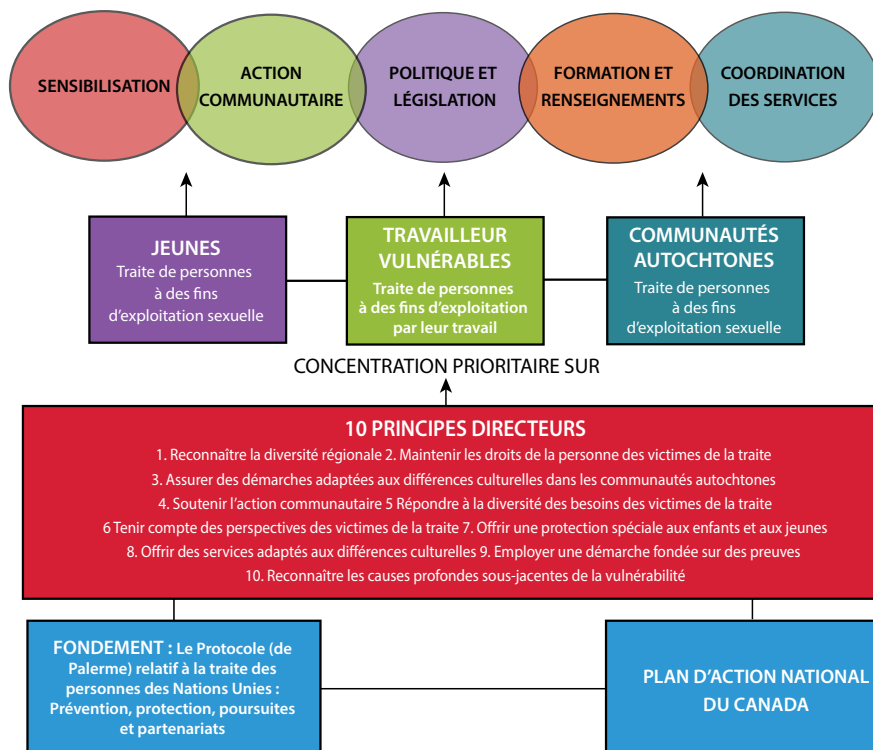 SENSIBILISATION
ACTION
COMMUNAUTAIRE
POLITIQUE ET
LÉGISLATION
FORMATION ET
RENSEIGNEMENTS
COORDINATION
DES SERVICES
JEUNES
Traite de personnes
à des fins
d'exploitation sexuelle
TRAVAILLEUR
VULNÉRABLES
Traite de personnes
à des fins d'exploitation
par leur travail
COMMUNAUTÉS
AUTOCHTONES
Traite de personnes
à des fins
d'exploitation sexuelle
CONCENTRATION PRIORITAIRE SUR
10 PRINCIPES DIRECTEURS
1. Reconnaître la diversité régionale 2. Maintenir les droits de la personne des victimes de la traite
3. Assurer des démarches adaptées aux différences culturelles dans les communautés autochtones
4. Soutenir l'action communautaire 5 Répondre à la diversité des besoins des victimes de la traite
6 Tenir compte des perspectives des victimes de la traite 7. Offrir une protection spéciale aux enfants et aux jeunes
8. Offrir des services adaptés aux différences culturelles 9. Employer une démarche fondée sur des preuves
10. Reconnaître les causes profondes sous-jacentes de la vulnérabilité
FONDEMENT : Le Protocole (de
Palerme) relatif à la traite des
personnes des Nations Unies :
Prévention, protection, poursuites
et partenariats
PLAN D'ACTION NATIONAL
DU CANADA